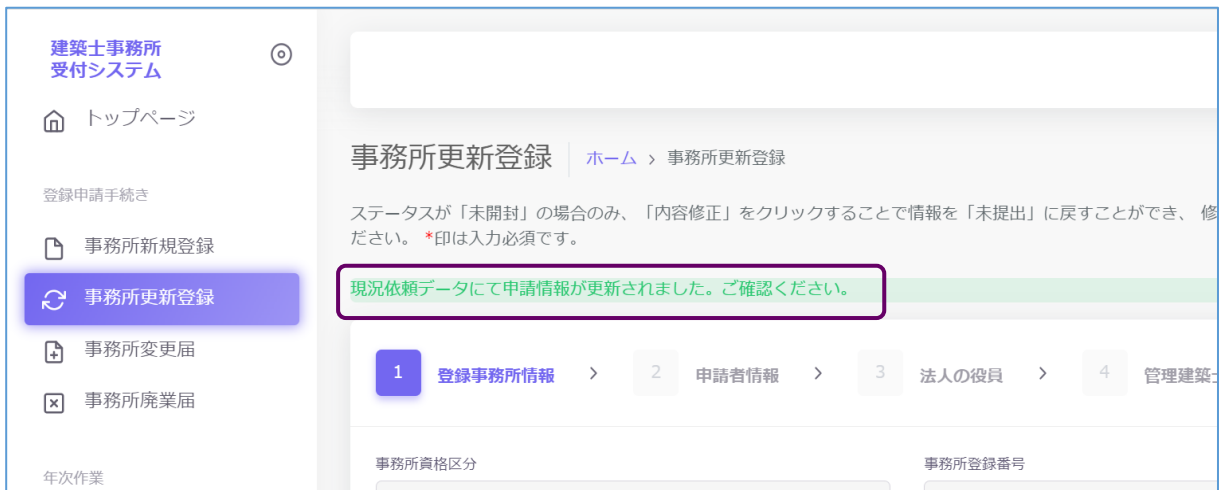 建築士事務所
受付システム
トップページ
登録申請手続き
事務所新規登録
事務所更新登録
事務所変更届
事務所廃業届
年次作業
事務所更新登録 ホーム > 事務所更新登録
ステータスが「未開封」の場合のみ、「内容修正」をクリックすることで情報を「未提出」に戻すことができ、 修
ださい。 *印は入力必須です。
現況依頼データにて申請情報が更新されました。ご確認ください。
1 登録事務所情報 > 2 申請者情報 > 3 法人の役員 > 4 管理建築士
事務所資格区分 事務所登録番号